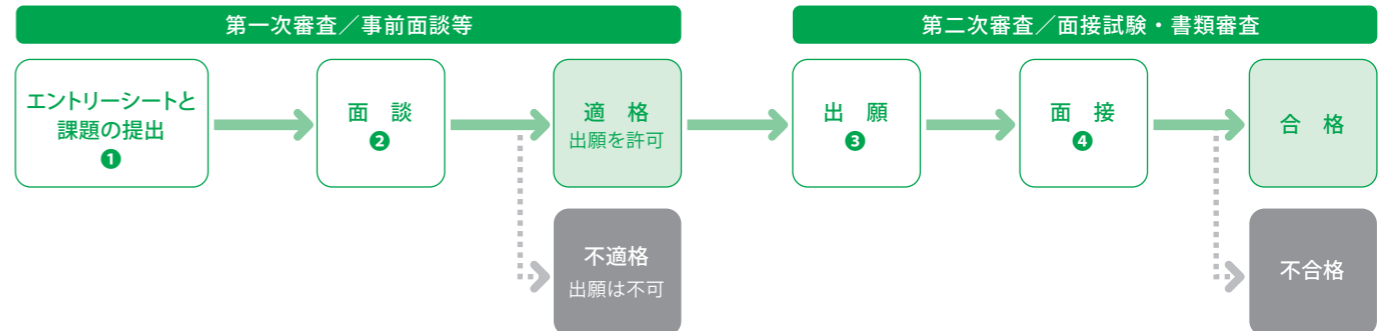 第一次審査／事前面談等
エントリーシートと
課題の提出
❶
面　談
❷
適　格
出願を許可
不適格
出願は不可
第二次審査／面接試験・書類審査
出　願
❸
面　接
❹
合　格
不合格